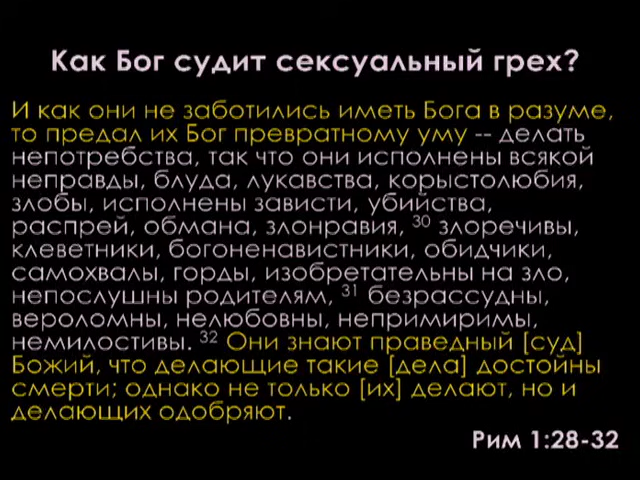 Как Бог судит сексуальный грех?
И как они не заботились иметь Бога в разуме,
то предал их Бог превратному уму -- делать
непотребства, так что они исполнены всякой
неправды, блуда, лукавства, корыстолюбия,
злобы, исполнены зависти, убийства,
распрей, обмана, злонравия, 30 злоречивы,
клеветники, богоненавистники, обидчики,
самохвалы, горды, изобретательны на зло,
непослушны родителям, 31 безрассудны,
вероломны, нелюбовны, непримиримы,
немилостивы. 32 Они знают праведный [суд]
Божий, что делающие такие [дела] достойны
смерти; однако не только [их] делают, но и
делающих одобряют.
Рим 1:28-32